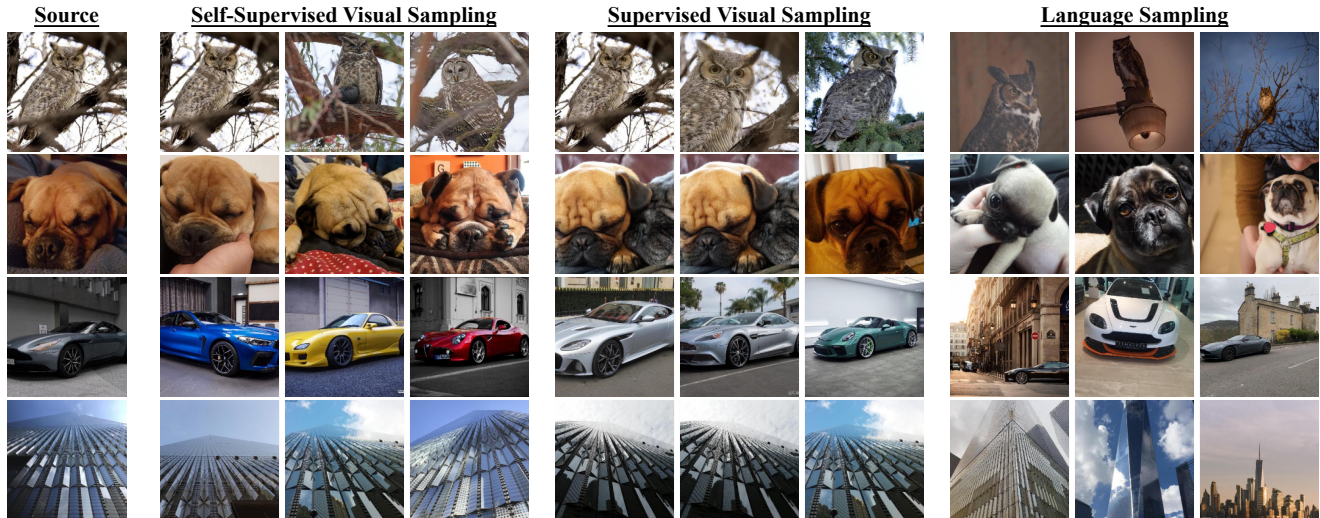 Source
Self-Supervised Visual Sampling
Supervised Visual Sampling
Language Sampling
G